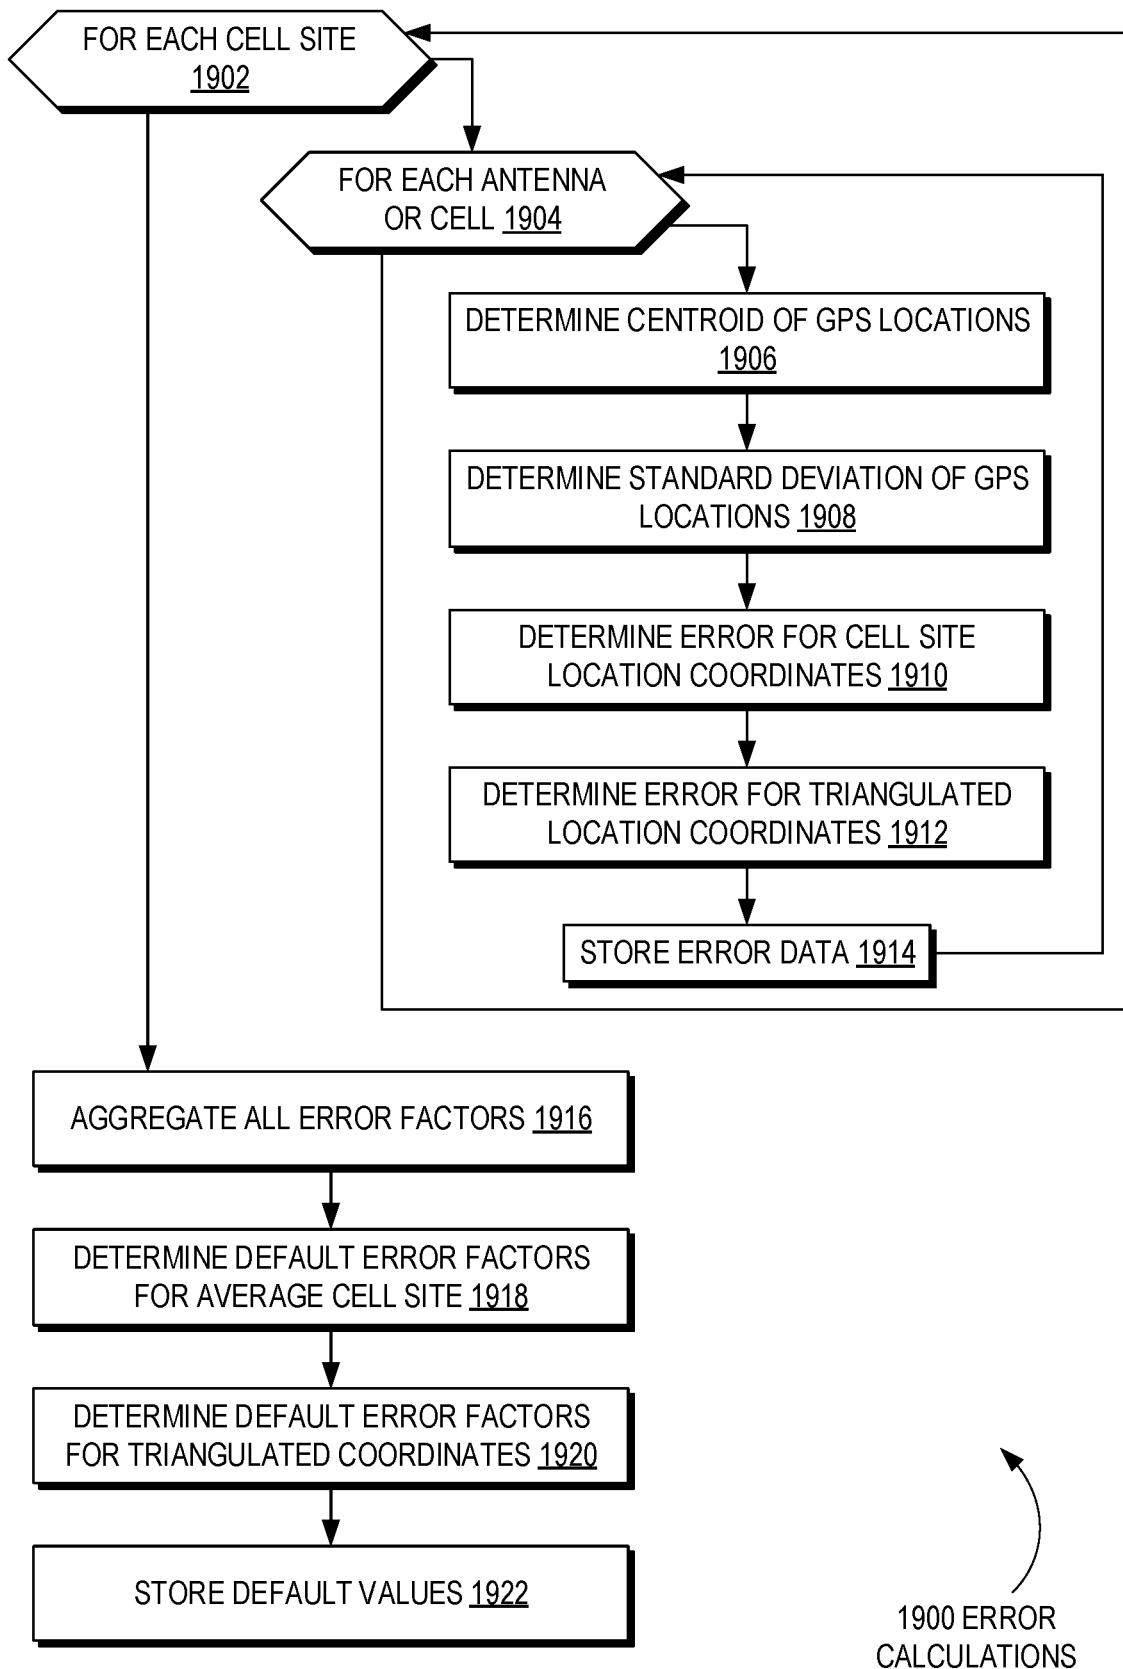 FOR EACH CELL SITE
1902
FOR EACH ANTENNA
OR CELL 1904
DETERMINE CENTROID OF GPS LOCATIONS
1906
DETERMINE STANDARD DEVIATION OF GPS
LOCATIONS 1908
DETERMINE ERROR FOR CELL SITE
LOCATION COORDINATES 1910
DETERMINE ERROR FOR TRIANGULATED
LOCATION COORDINATES 1912
STORE ERROR DATA 1914
AGGREGATE ALL ERROR FACTORS 1916
DETERMINE DEFAULT ERROR FACTORS
FOR AVERAGE CELL SITE 1918
DETERMINE DEFAULT ERROR FACTORS
FOR TRIANGULATED COORDINATES 1920
STORE DEFAULT VALUES 1922
1900 ERROR
CALCULATIONS